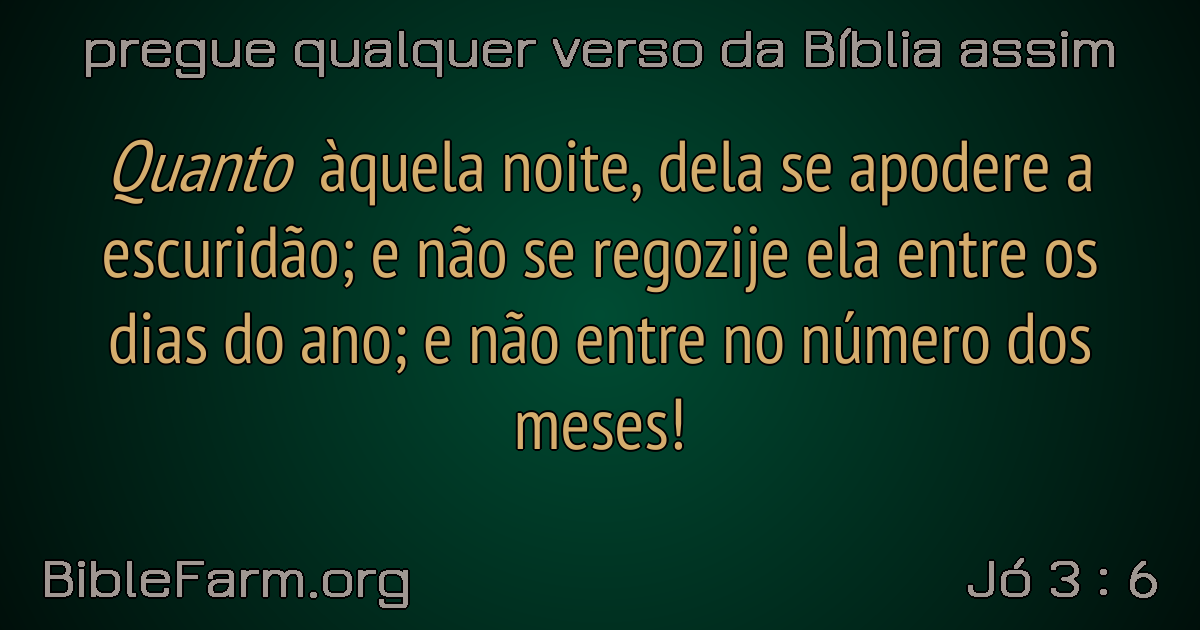 pregue qualquer verso da Bíblia assim
Quanto àquela noite, dela se apodere a
escuridão; e não se regozije ela entre os
dias do ano; e não entre no número dos
meses!
BibleFarm.org
Jó 3 : 6